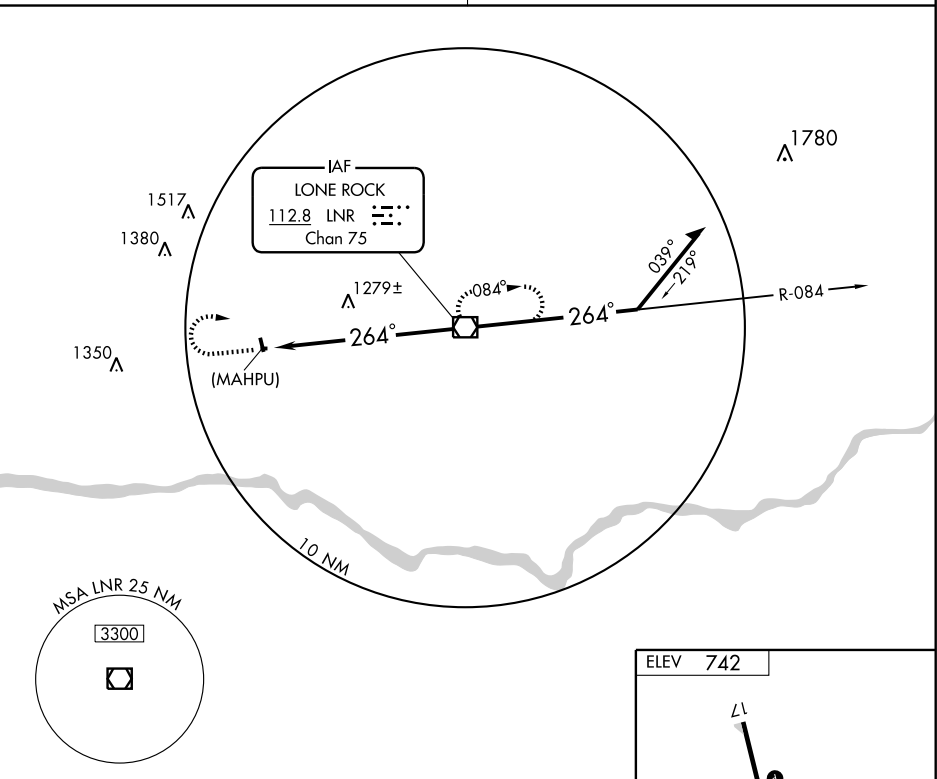 1780
IAF
LONE ROCK
112.8 LNR
Chan 75
1517
1380
039°
219°
1279±
084°
R-084
264°
264°
1350
(MAHPU)
10 NM
MSA LNR 25 NM
3300
ELEV 742
17